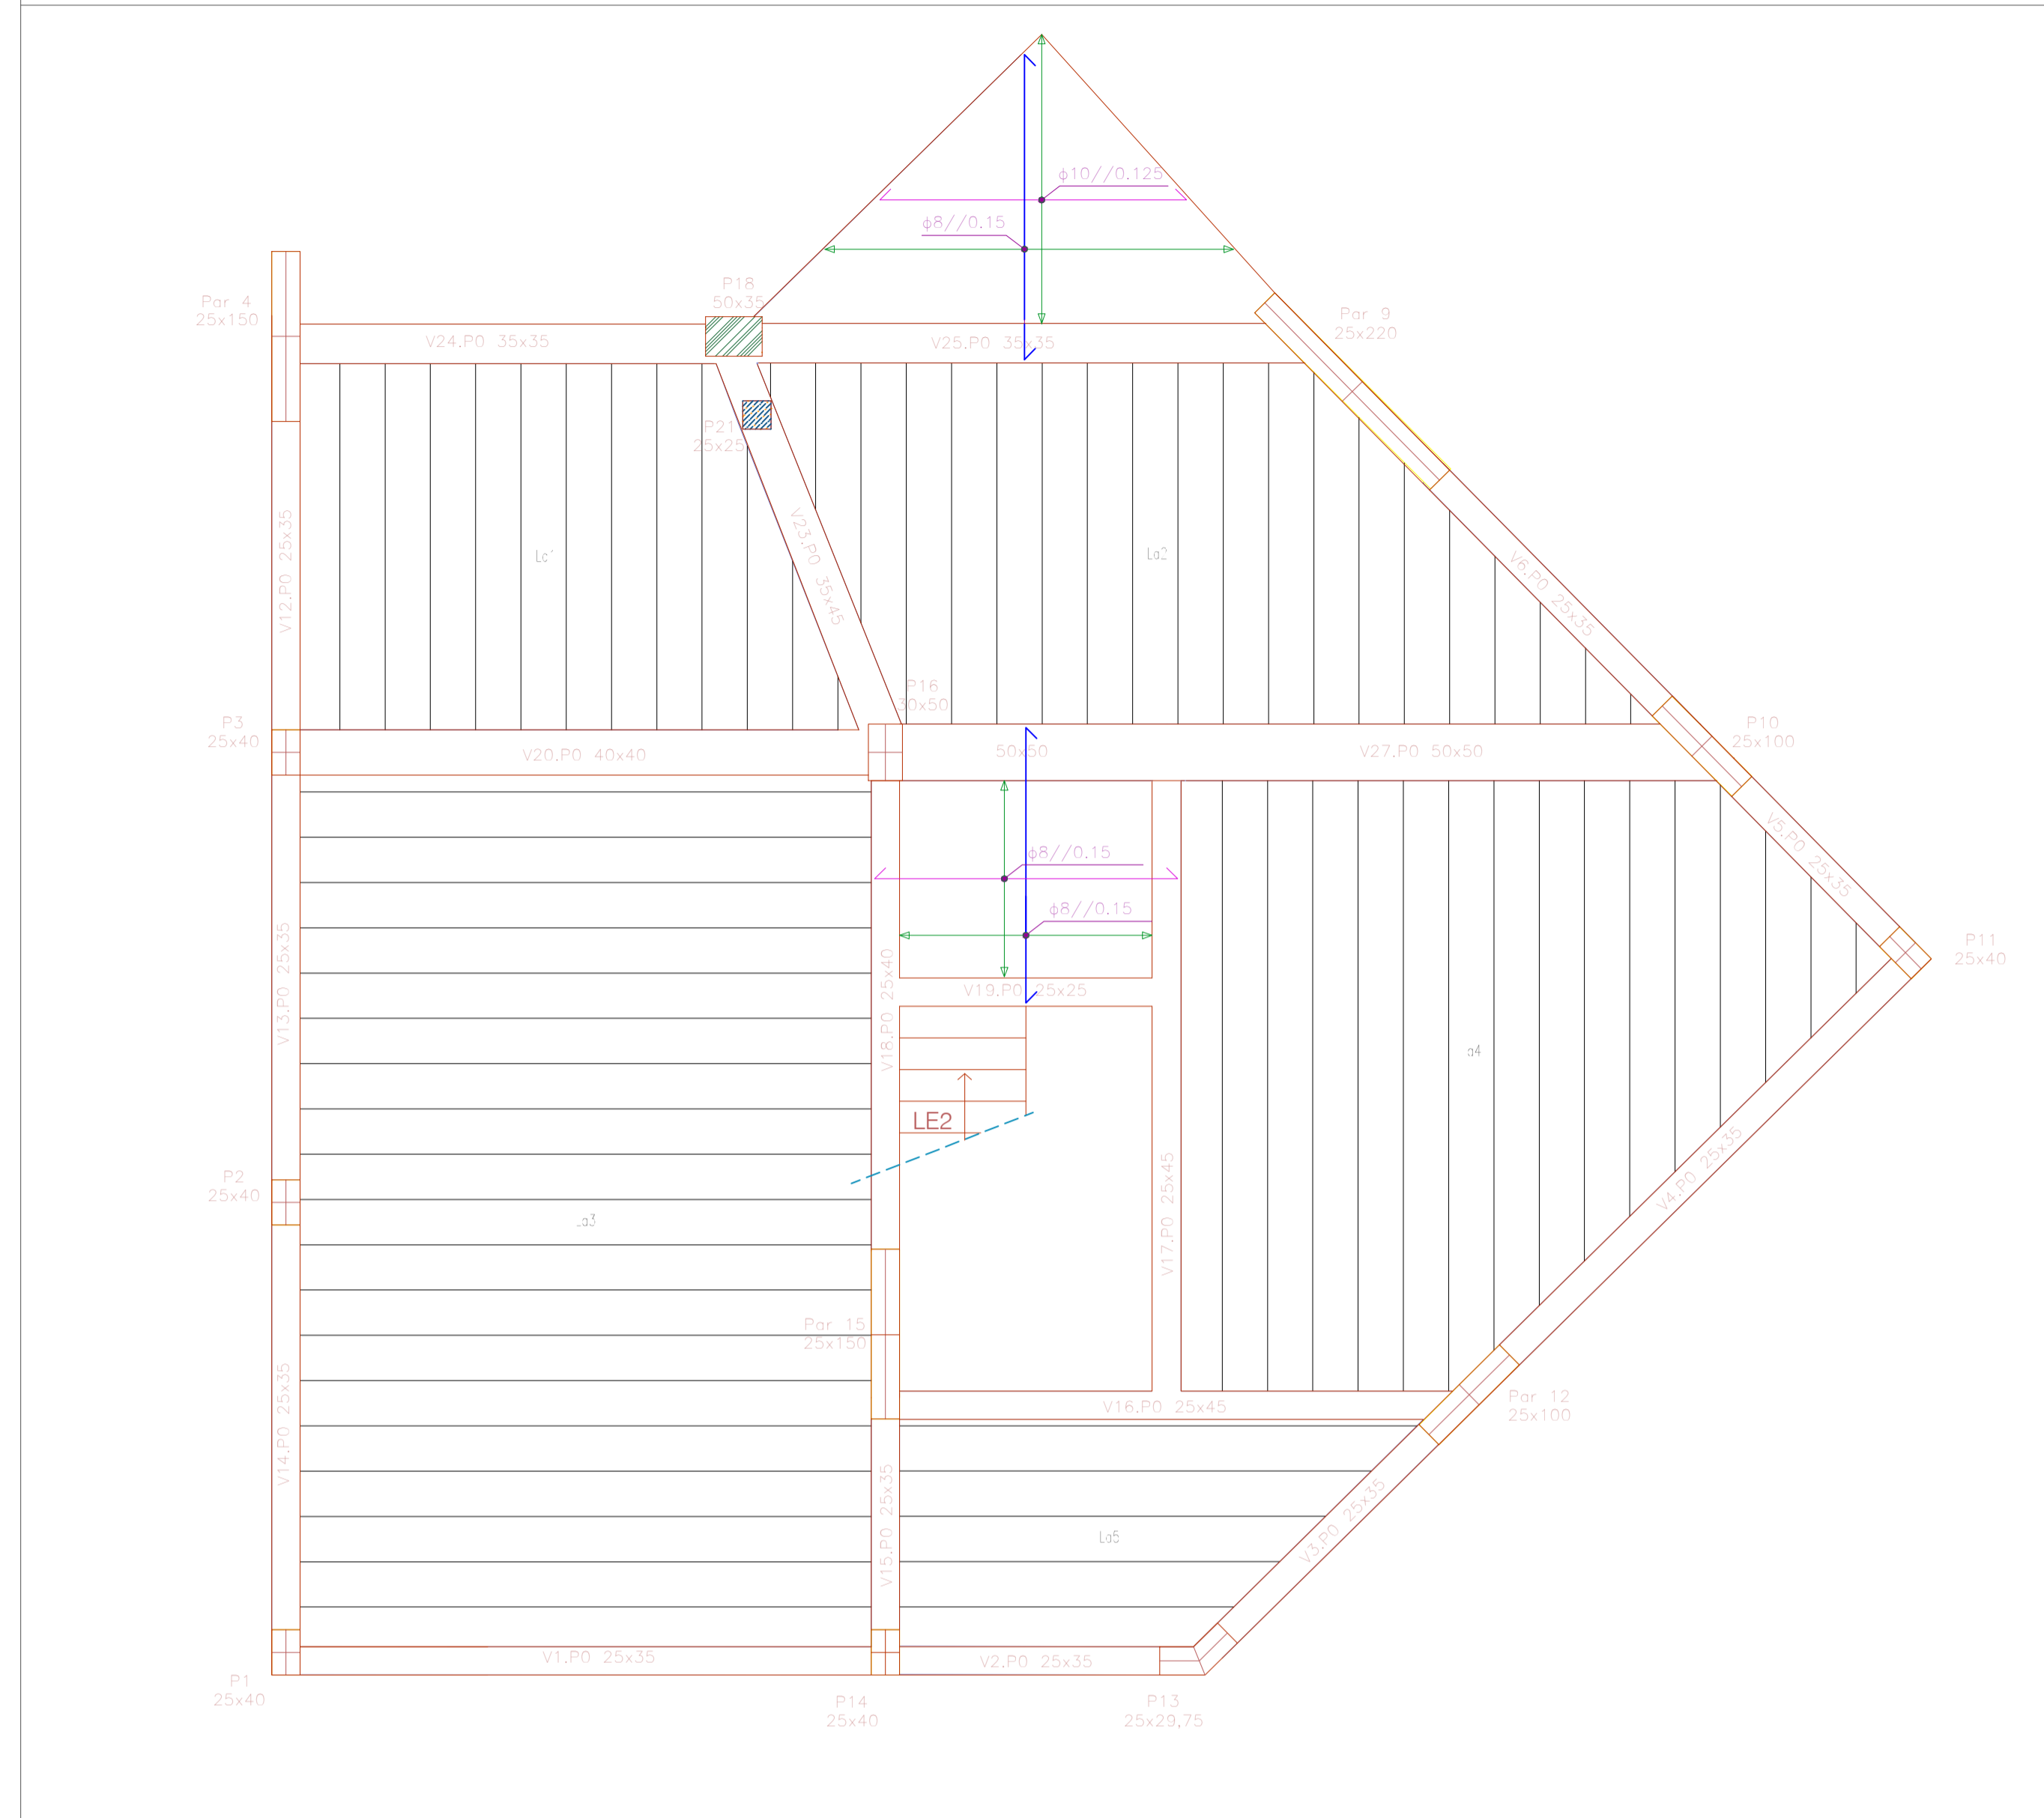 φ10//0.125
φ8//0.15
P18
50x35
Par 4
25x150
Par 9
25x220
V24.P0 35x35
V25.P0 35x35
P21
25x25
V12.P0 25x35
La1
V23.P0 35x45
La2
V6.P0 25x35
P16
30x50
P3
25x40
V20.P0 40x40
50x50
V27.P0 50x50
P10
25x100
V5.P0 25x35
φ8//0.15
φ8//0.15
P11
25x40
V13.P0 25x35
V18.P0 25x40
V19.P0 25x25
a4
LE2
V4.P0 25x35
P2
25x40
La3
V17.P0 25x45
Par 15
25x150
Par 12
25x100
V16.P0 25x45
V14.P0 25x35
V15.P0 25x35
V3.P0 25x35
La5
V1.P0 25x35
V2.P0 25x35
P1
25x40
P14
25x40
P13
25x29,75